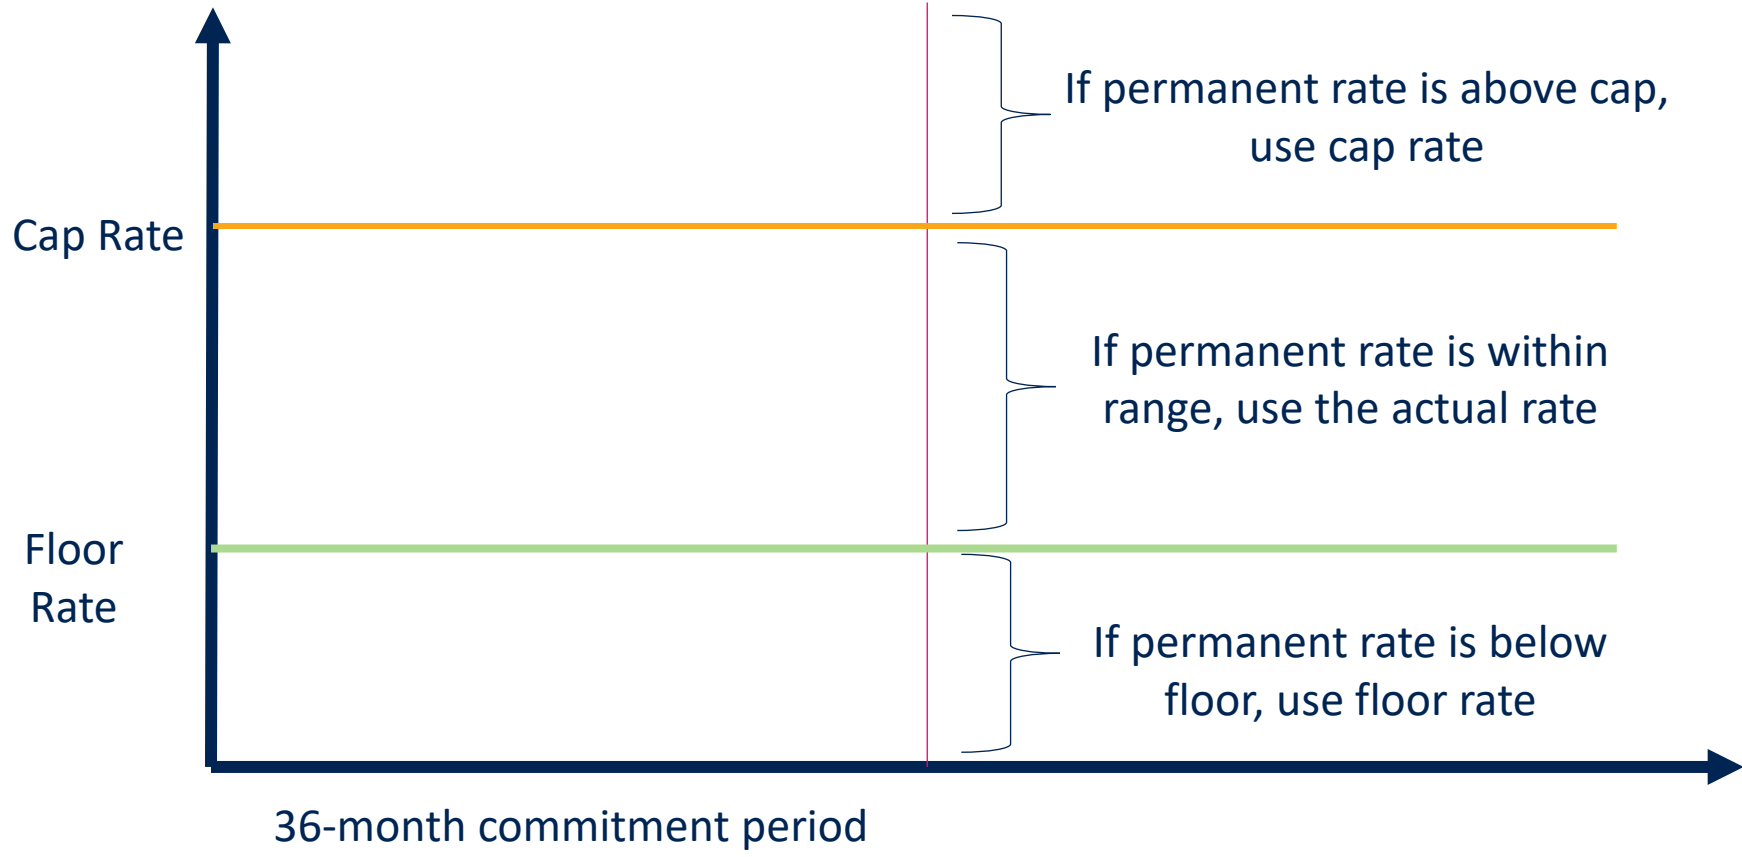 If permanent rate is above cap,
use cap rate
Cap Rate
If permanent rate is within
range, use the actual rate
Floor
Rate
If permanent rate is below
floor, use floor rate
36-month commitment period